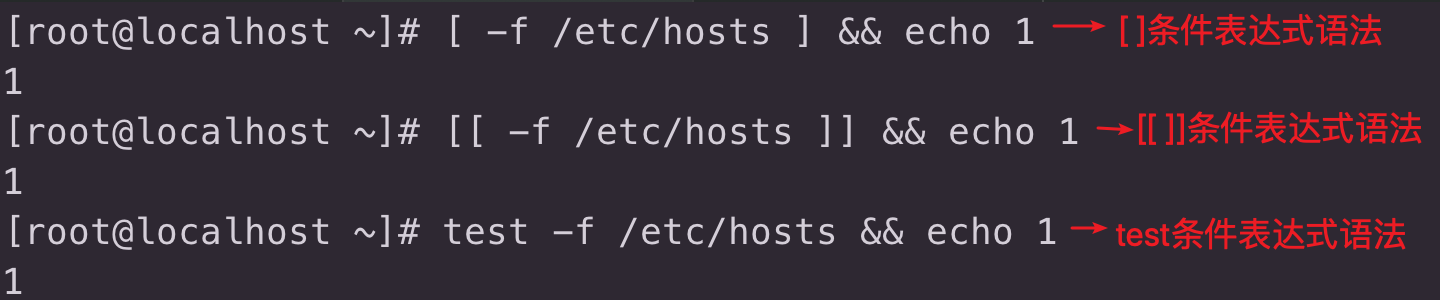 [root@localhost ~]# [ -f /etc/hosts ] && echo 1 []条件表达式语法
1
[root@localhost ~]# [[ -f /etc/hosts ]] && echo 1 [[ ]]条件表达式语法
1
[root@localhost ~]# test -f /etc/hosts && echo 1 test条件表达式语法
1